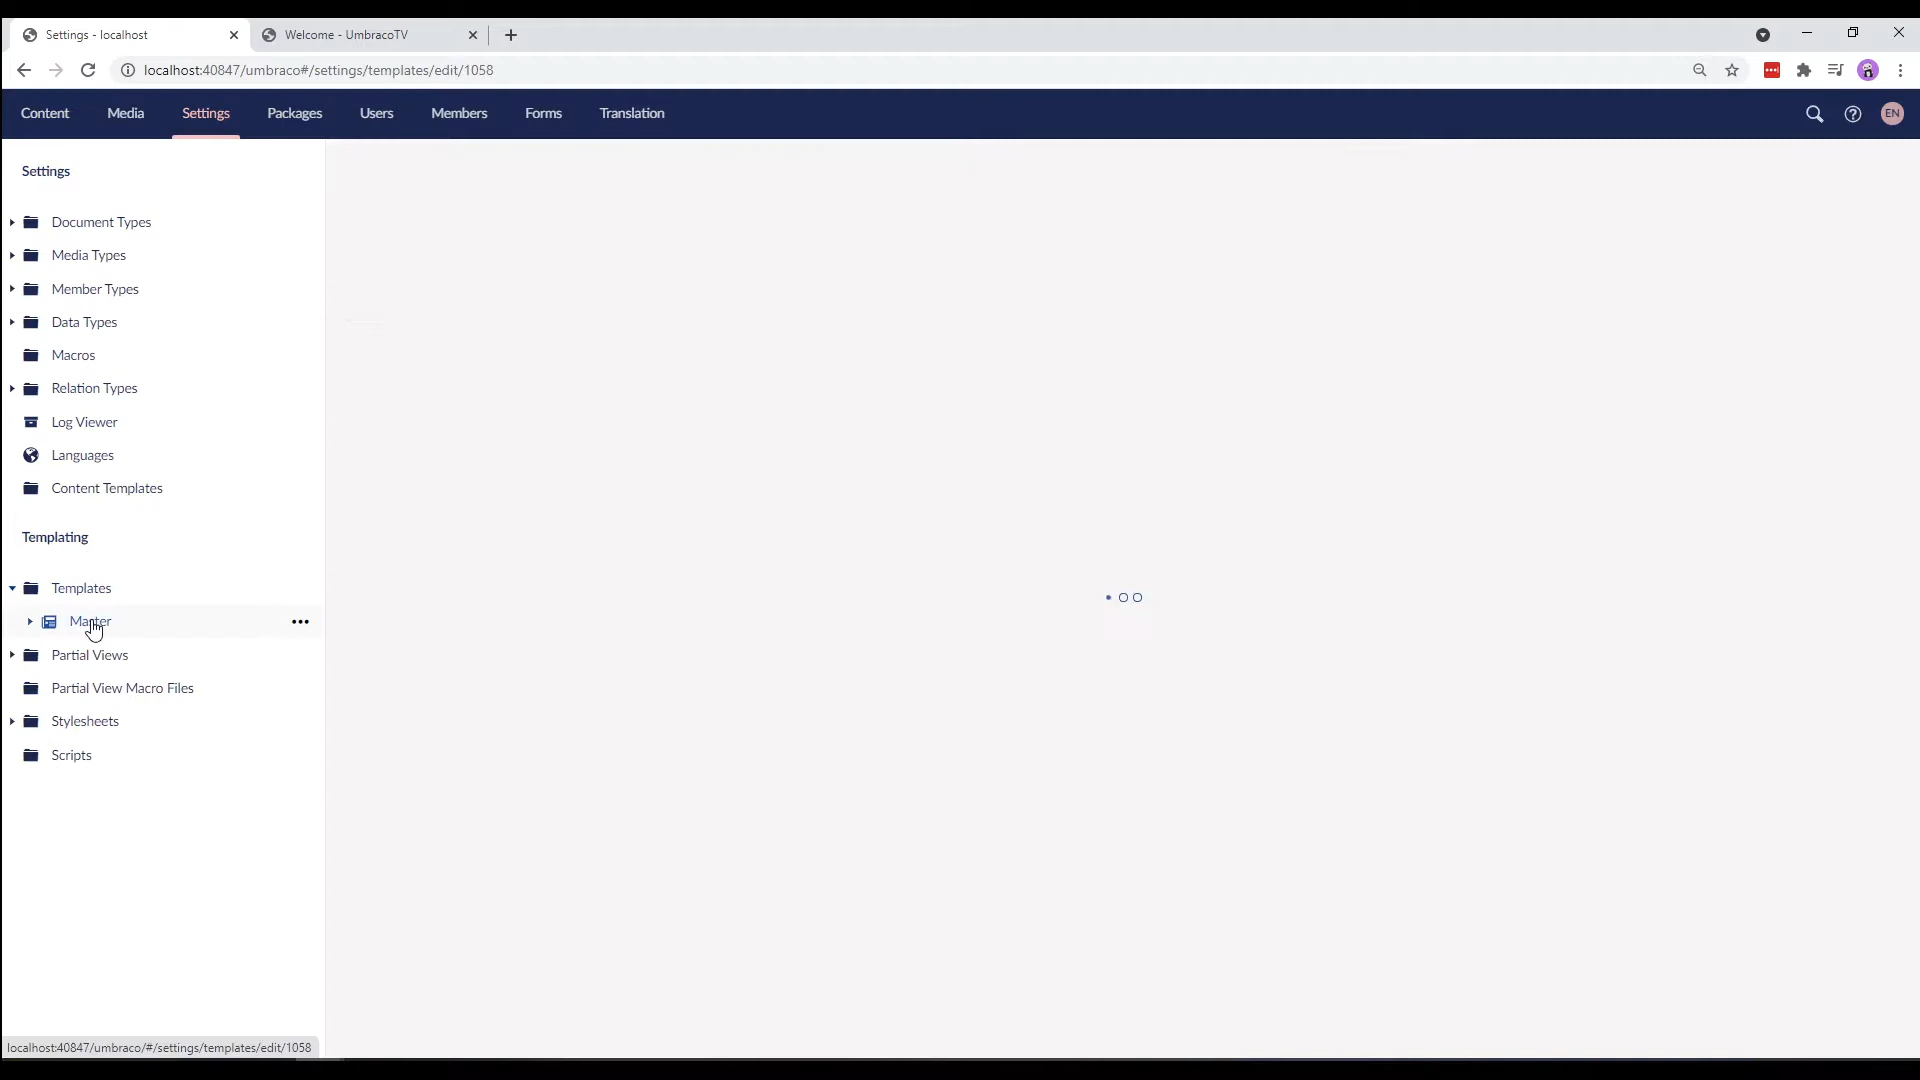 Settings - localhost
Welcome - UmbracoTV
localhost:40847/umbraco#/settings/templates/edit/1058
Content
Media
Settings
Packages
Users
Members
Forms
Translation
EN
Settings
Document Types
Media Types
Member Types
Data Types
Macros
Relation Types
Log Viewer
Languages
Content Templates
Templating
Templates
Master
Partial Views
Partial View Macro Files
Stylesheets
Scripts
localhost:40847/umbraco/#/settings/templates/edit/1058